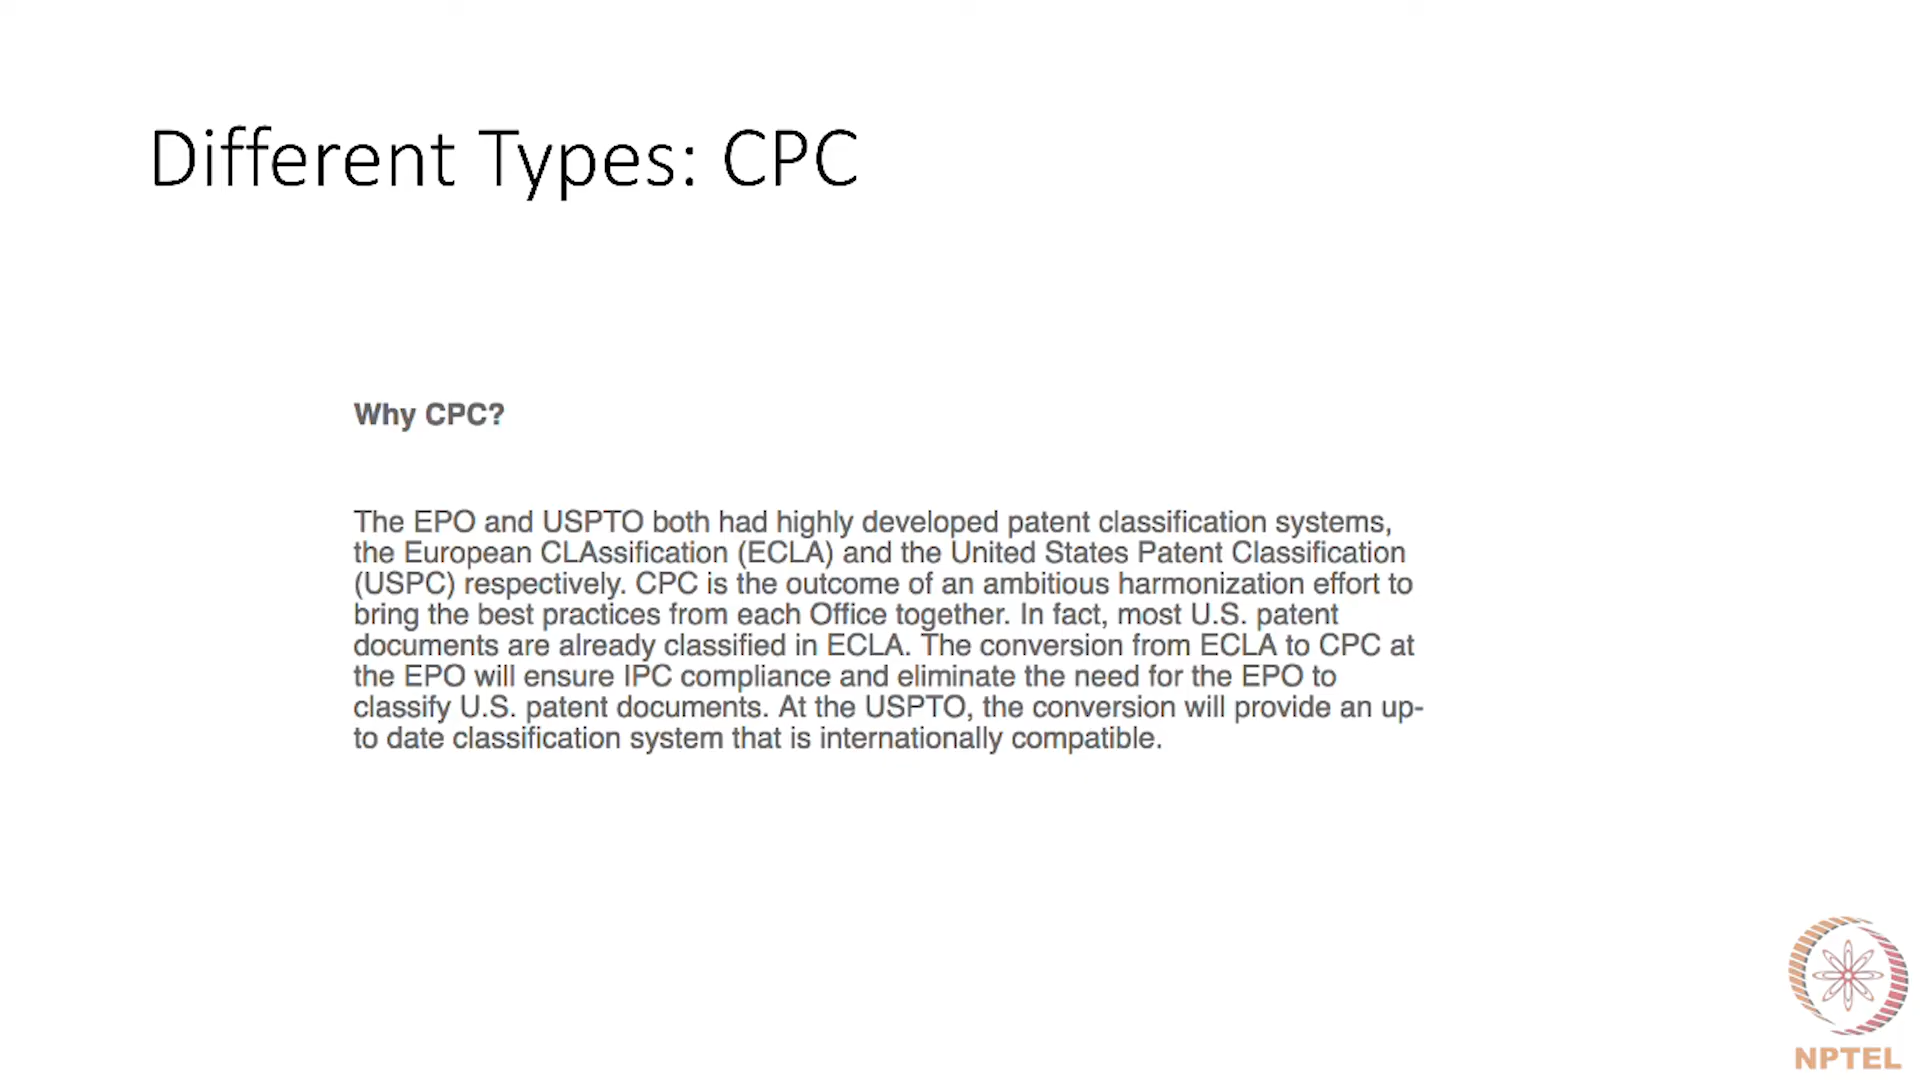 Different Types: CPC
Why CPC?
The EPO and USPTO both had highly developed patent classification systems,
the European CLAssification (ECLA) and the United States Patent Classification
(USPC) respectively. CPC is the outcome of an ambitious harmonization effort to
bring the best practices from each Office together. In fact, most U.S. patent
documents are already classified in ECLA. The conversion from ECLA to CPC at
the EPO will ensure IPC compliance and eliminate the need for the EPO to
classify U.S. patent documents. At the USPTO, the conversion will provide an up-
to date classification system that is internationally compatible.
NPTEL